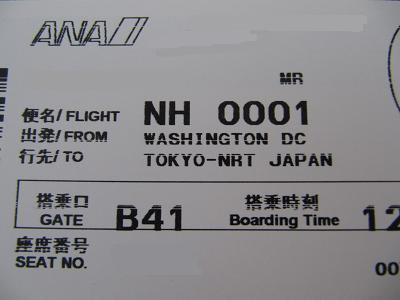 ANA
MR
便名/ FLIGHT NH 0001
出発/ FROM WASHINGTON DC
行先/ TO TOKYO-NRT JAPAN
搭乗口 搭乗時刻
GATE B41 Boarding Time 12
座席番号
SEAT NO. 00